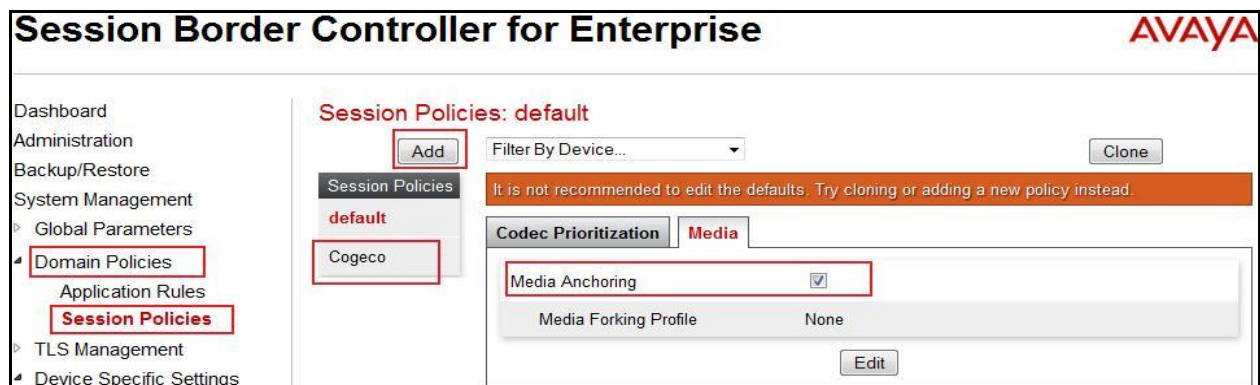 Session Border Controller for Enterprise
AVAYA
Dashboard
Administration
Backup/Restore
System Management
Global Parameters
Domain Policies
Application Rules
Session Policies
TLS Management
Device Specific Settings
Session Policies: default
Add
Filter By Device...
Clone
Session Policies
default
Cogeco
It is not recommended to edit the defaults. Try cloning or adding a new policy instead.
Codec Prioritization
Media
Media Anchoring
Media Forking Profile None
Edit